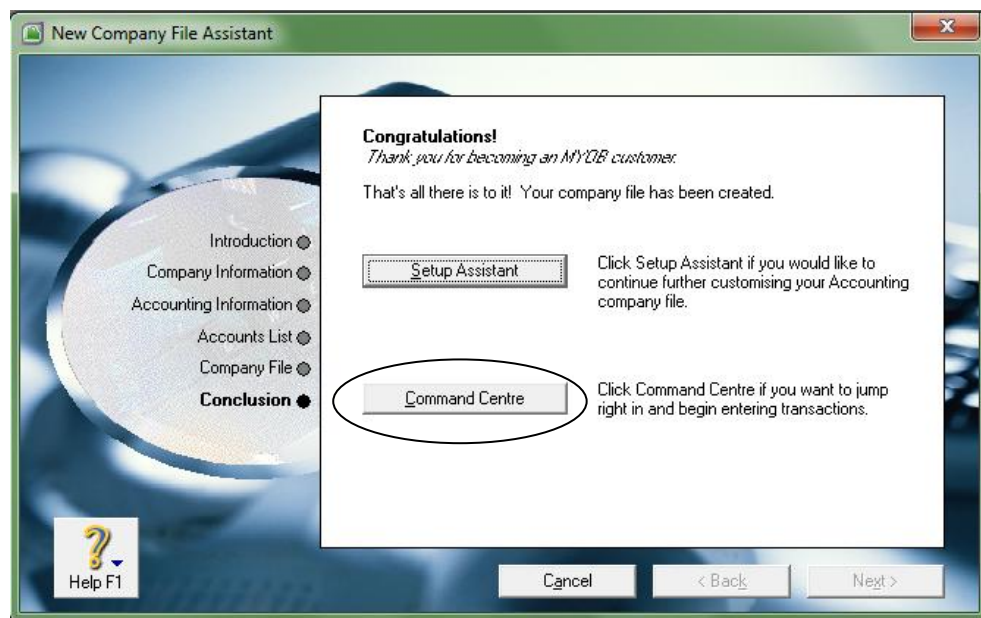 New Company File Assistant
Congratulations!
Thank you for becoming an MYOB customer.
That's all there is to it! Your company file has been created.
Introduction
Company Information
Accounting Information
Accounts List
Company File
Conclusion
Setup Assistant
Click Setup Assistant if you would like to
continue further customising your Accounting
company file.
Command Centre
Click Command Centre if you want to jump
right in and begin entering transactions.
?
Help F1
Cancel
< Back
Next >